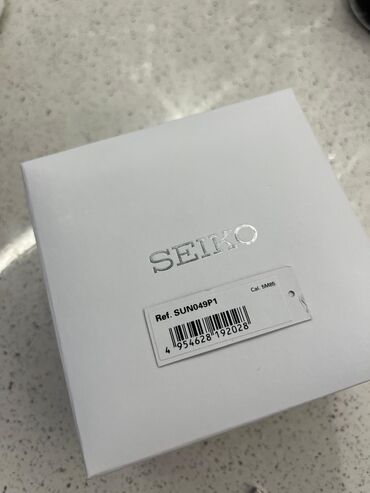 SEIKO
Ref. SUN049P1
Cal. 5M85
4 954628 192028